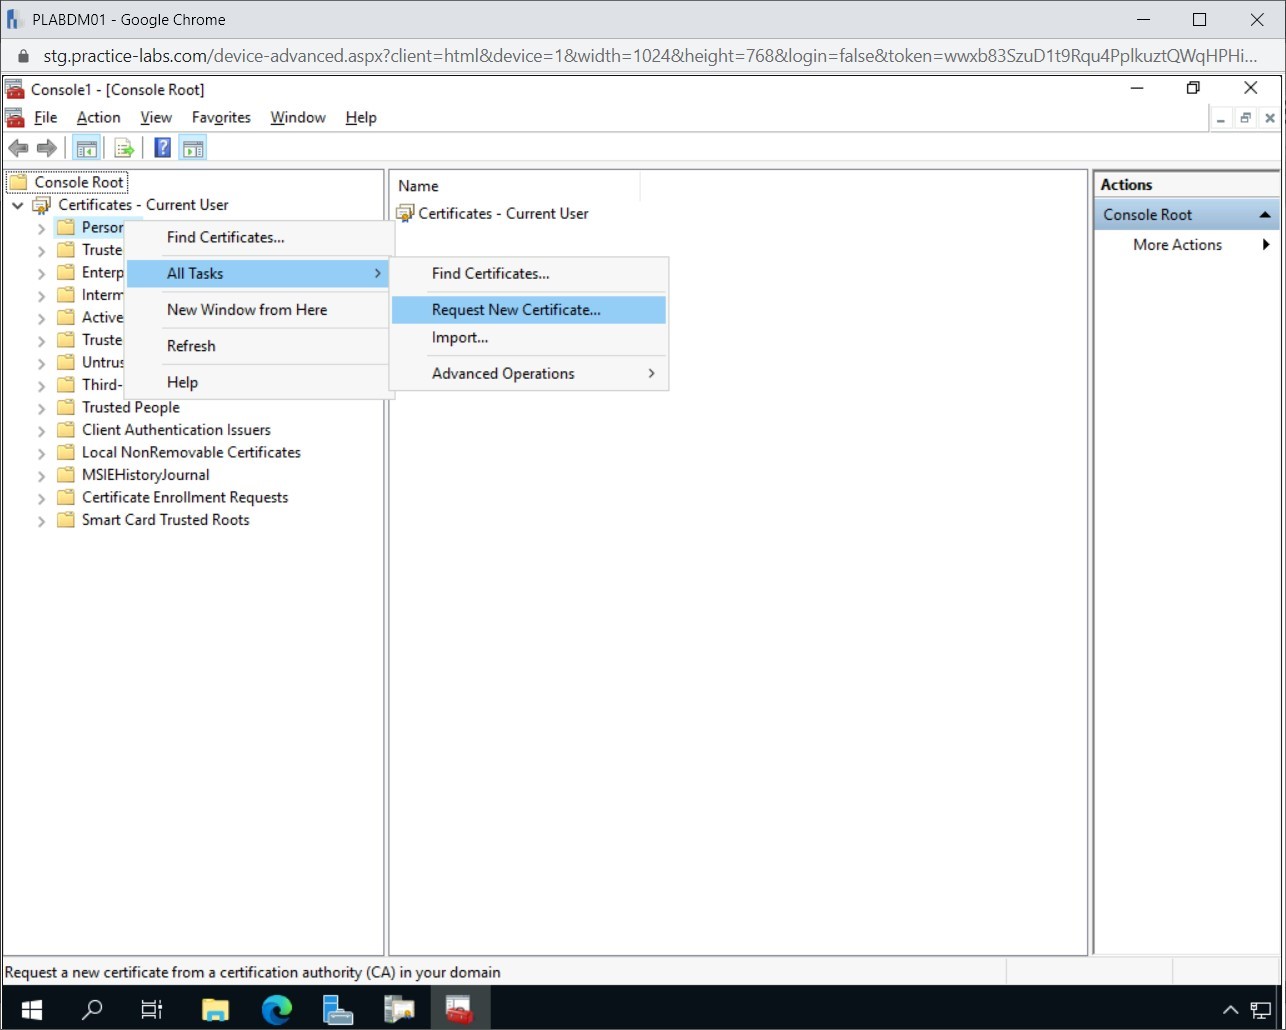 PLABDM01 - Google Chrome
stg.practice-labs.com/device-advanced.aspx?client=html&device=1&width=1024&height=768&login=false&token=wwxb83SzuD1t9Rqu4PplkuztQWqHPHi...
Console1 - [Console Root]
File Action View Favorites Window Help
Console Root
Certificates - Current User
Person
Truste
Enterp
Interm
Active
Truste
Untrus
Third-
Trusted People
Client Authentication Issuers
Local NonRemovable Certificates
MSIEHistoryJournal
Certificate Enrollment Requests
Smart Card Trusted Roots
Find Certificates...
All Tasks
New Window from Here
Refresh
Help
Find Certificates...
Request New Certificate...
Import...
Advanced Operations
Name
Certificates - Current User
Actions
Console Root
More Actions
Request a new certificate from a certification authority (CA) in your domain